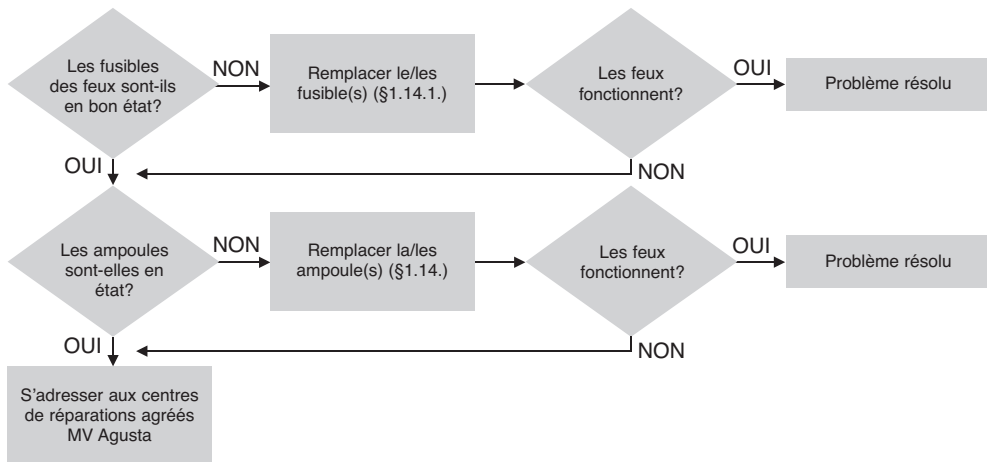 Les fusibles
des feux sont-ils
en bon état?
NON
Remplacer le/les
fusible(s) (§1.14.1.)
Les feux
fonctionnent?
OUI
Problème résolu
OUI
NON
Les ampoules
sont-elles en
état?
NON
Remplacer la/les
ampoule(s) (§1.14.)
Les feux
fonctionnent?
OUI
Problème résolu
OUI
NON
S'adresser aux centres
de réparations agréés
MV Agusta